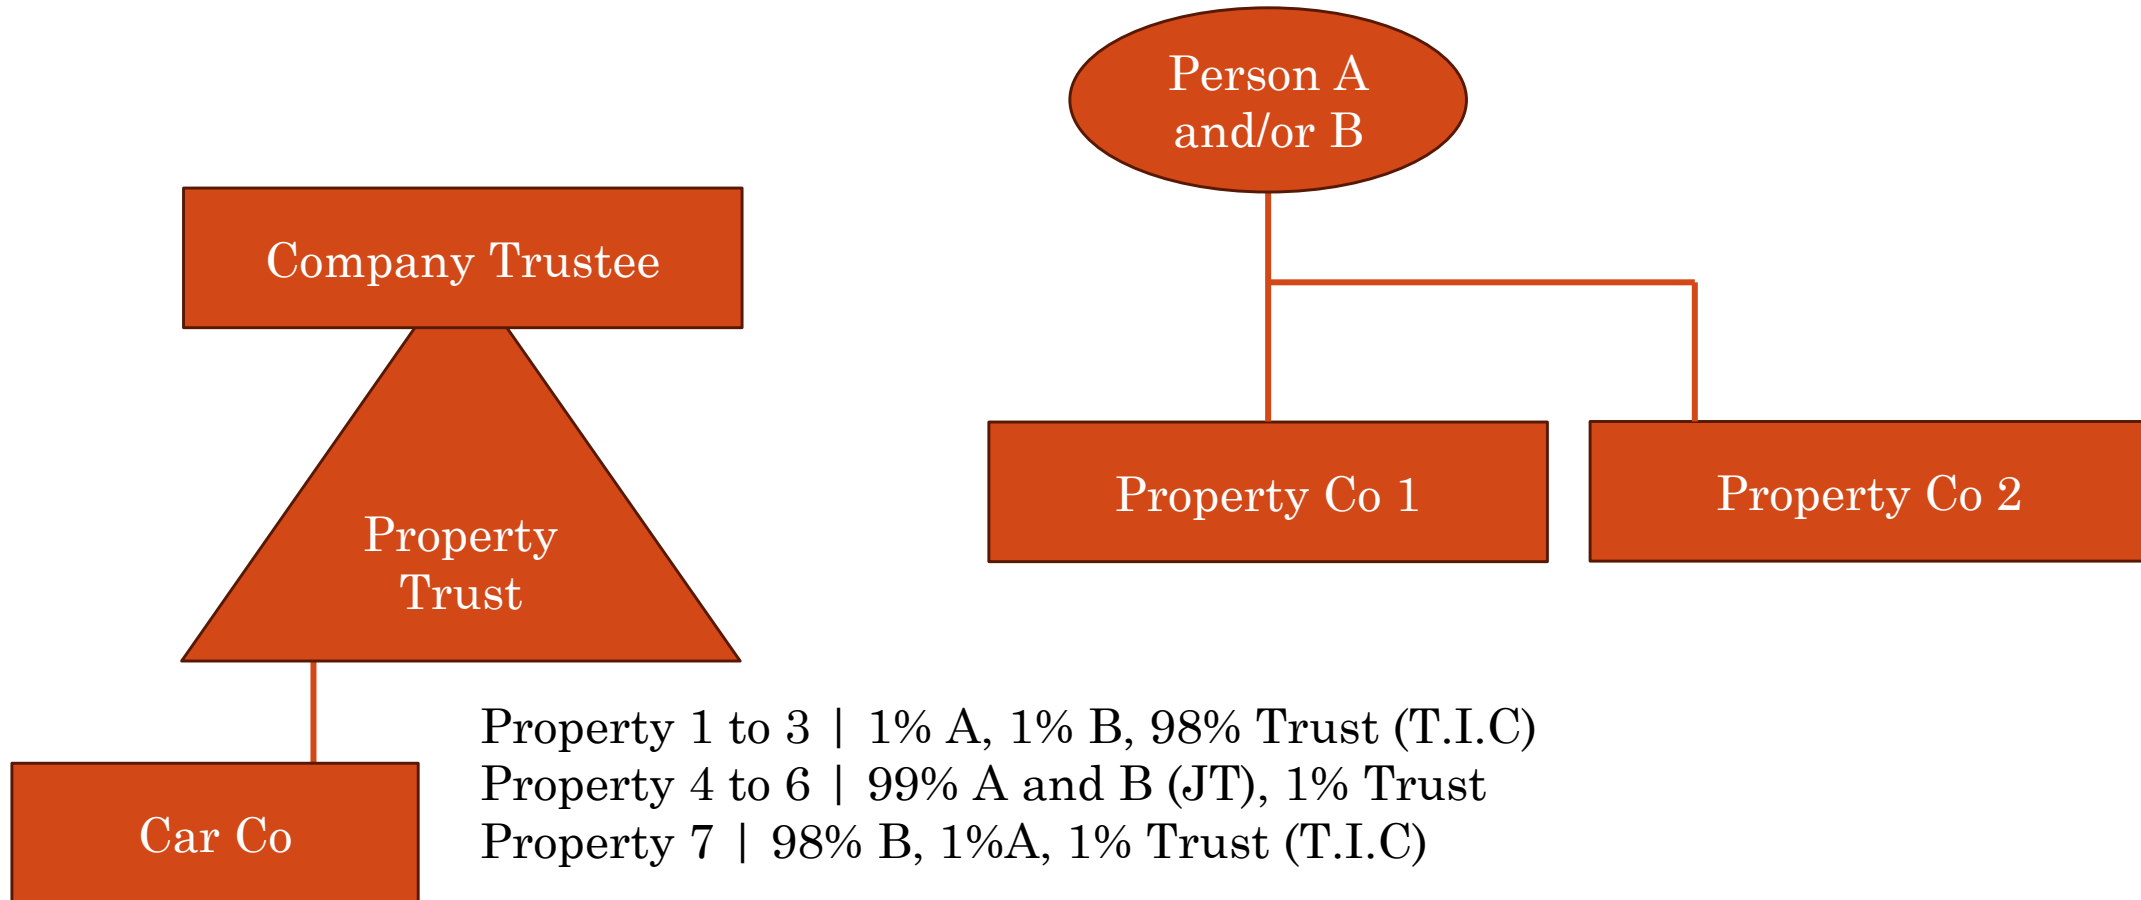 Person A
and/or B
Company Trustee
Property Co 1
Property Co 2
Property
Trust
Property 1 to 3 | 1% A, 1% B, 98% Trust (T.I.C)
Property 4 to 6 | 99% A and B (JT), 1% Trust
Property 7 | 98% B, 1%A, 1% Trust (T.I.C)
Car Co